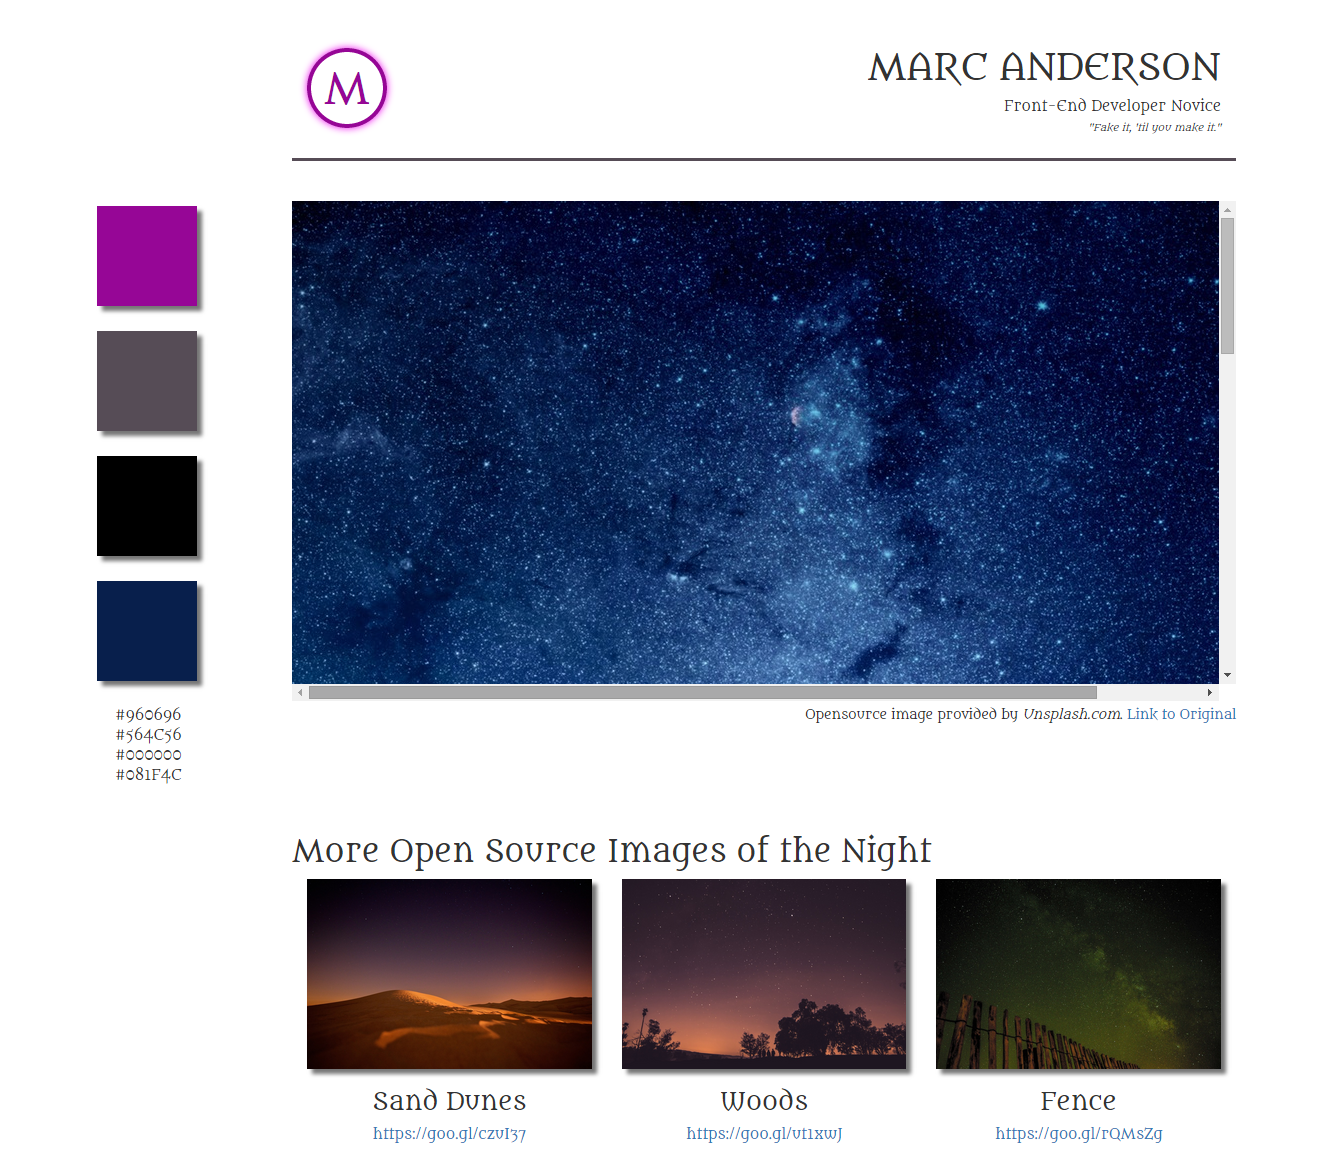 M
MARC ANDERSON
Front-End Developer Novice
"Fake it, 'til you make it."
#960696
#564C56
#000000
#081F4C
Opensource image provided by Unsplash.com. Link to Original
More Open Source Images of the Night
Sand Dunes
https://goo.gl/czvI37
Woods
https://goo.gl/vt1xwJ
Fence
https://goo.gl/rQMsZg